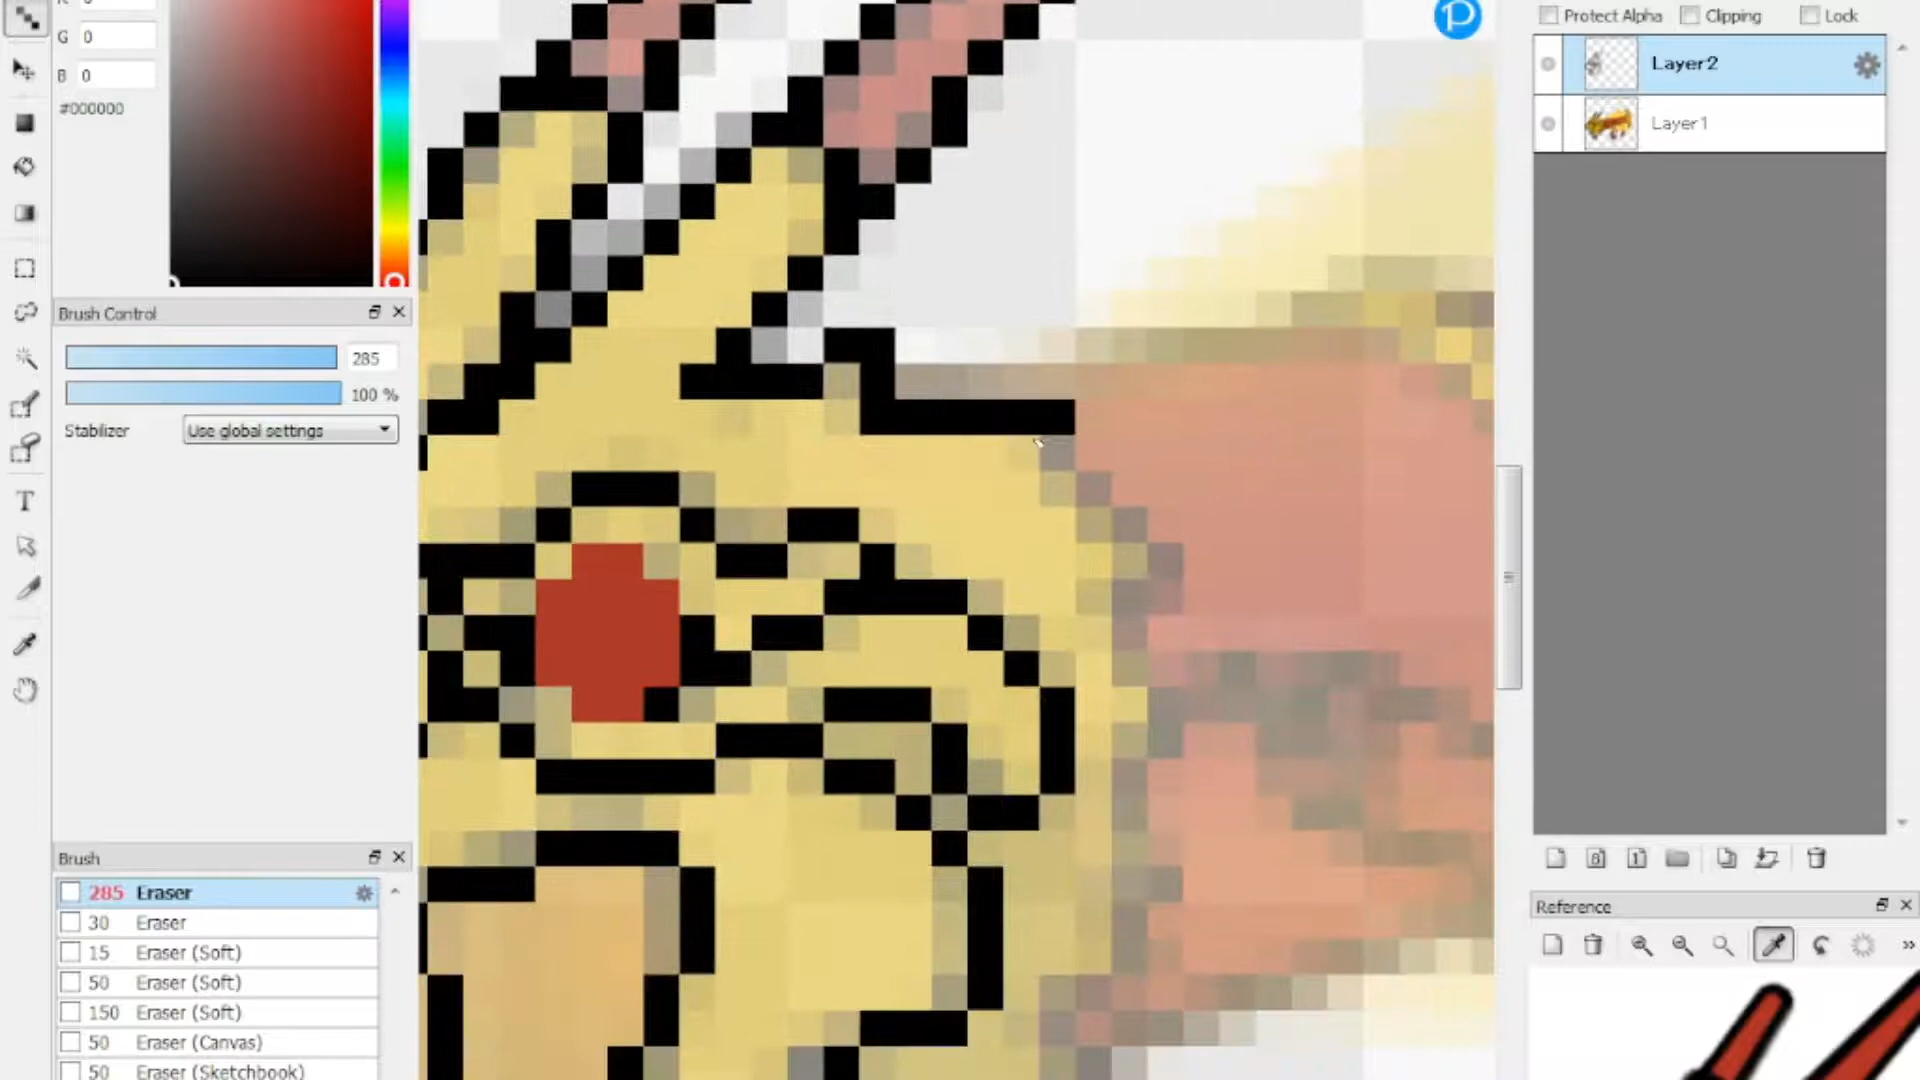 G 0
B 0
#000000
Brush Control
285
100 %
Stabilizer Use global settings
Brush
285 Eraser
30 Eraser
15 Eraser (Soft)
50 Eraser (Soft)
150 Eraser (Soft)
50 Eraser (Canvas)
50 Eraser (Sketchbook)
T
P
Protect Alpha Clipping Lock
Layer2
Layer1
8 1
Reference